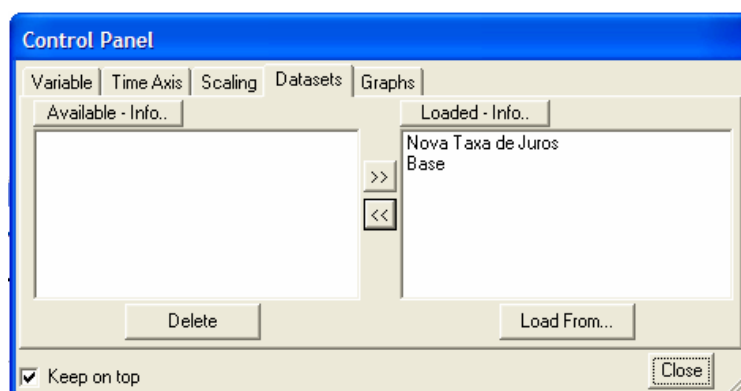 Control Panel
Variable Time Axis Scaling Datasets Graphs
Available - Info.. Loaded - Info..
Nova Taxa de Juros
Base
>>
<<
Delete Load From...
Keep on top Close